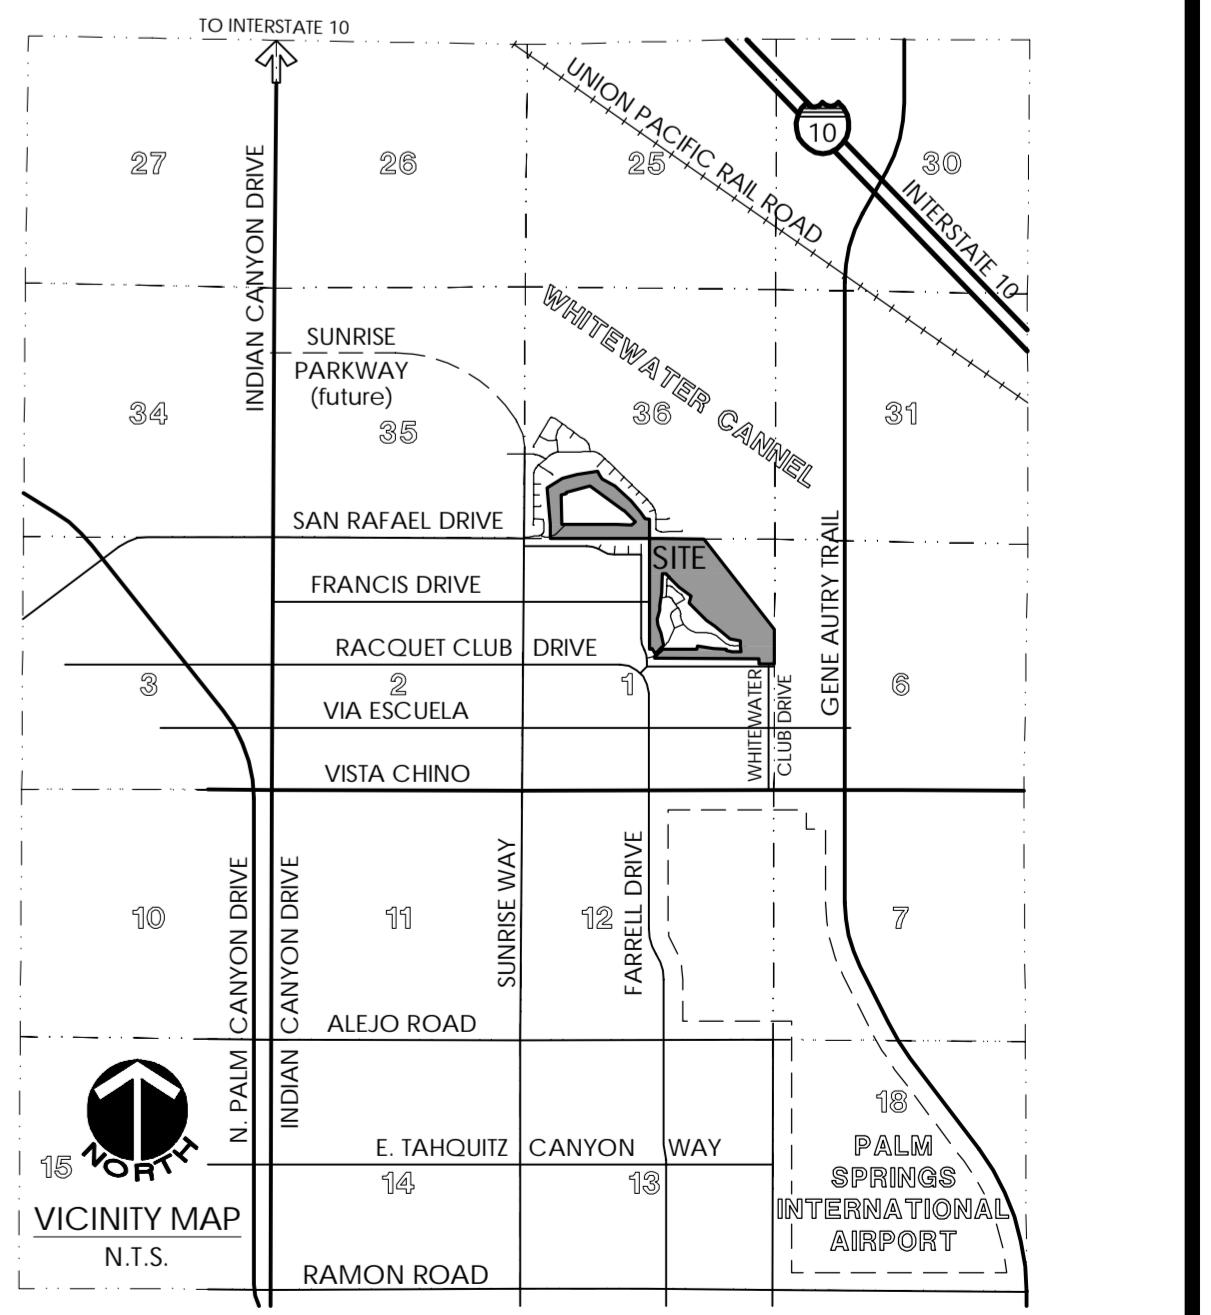 TO INTERSTATE 10
UNION PACIFIC RAIL ROAD
10
27
26
25
30
INTERSTATE 10
INDIAN CANYON DRIVE
WHITEWATER CANNEL
SUNRISE
PARKWAY
(future)
34
35
36
31
SAN RAFAEL DRIVE
SITE
GENE AUTRY TRAIL
FRANCIS DRIVE
RACQUET CLUB DRIVE
3
2
1
6
WHITEWATER
CLUB DRIVE
VIA ESCUELA
VISTA CHINO
N. PALM CANYON DRIVE
INDIAN CANYON DRIVE
SUNRISE WAY
FARRELL DRIVE
10
11
12
7
ALEJO ROAD
18
NORTH
E. TAHQUITZ CANYON WAY
15
14
13
PALM
SPRINGS
INTERNATIONAL
AIRPORT
VICINITY MAP
N.T.S.
RAMON ROAD